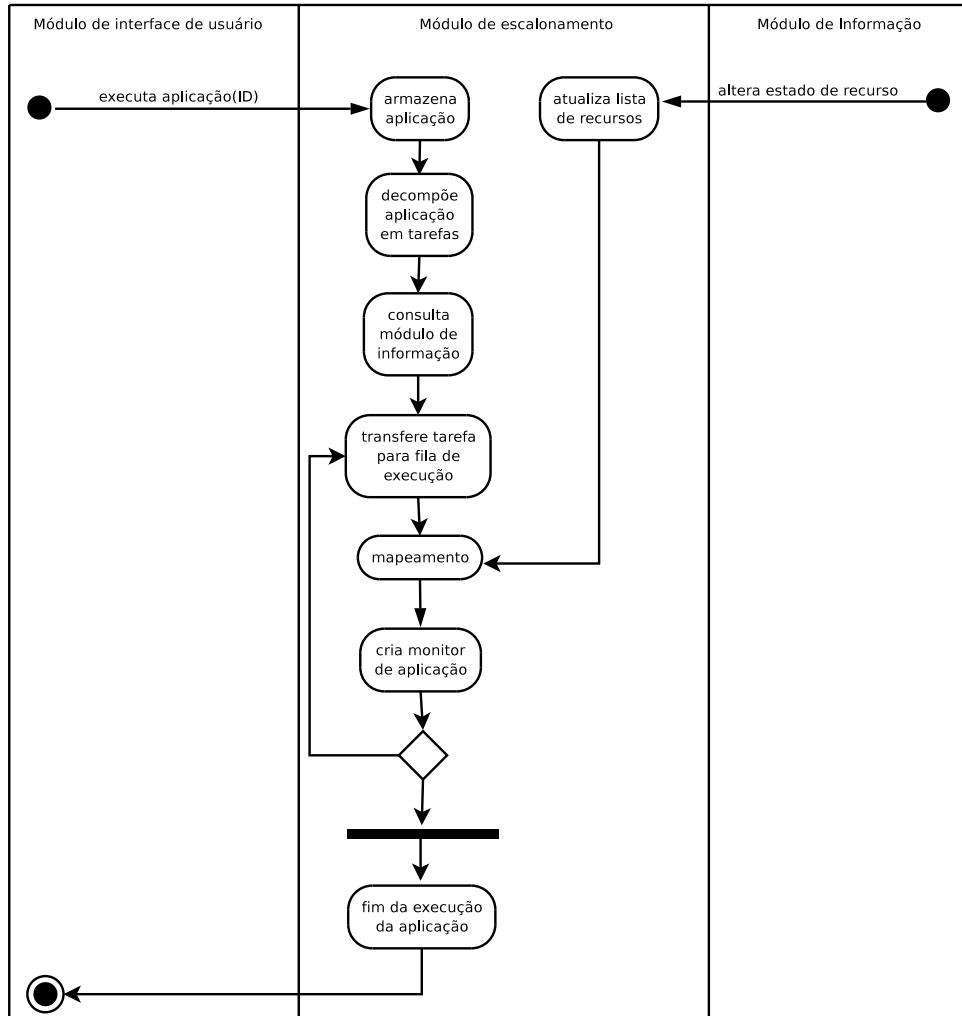 Módulo de interface de usuário
Módulo de escalonamento
Módulo de Informação
executa aplicação(ID)
armazena
aplicação
atualiza lista
de recursos
altera estado de recurso
decompõe
aplicação
em tarefas
consulta
módulo de
informação
transfere tarefa
para fila de
execução
mapeamento
cria monitor
de aplicação
fim da execução
da aplicação